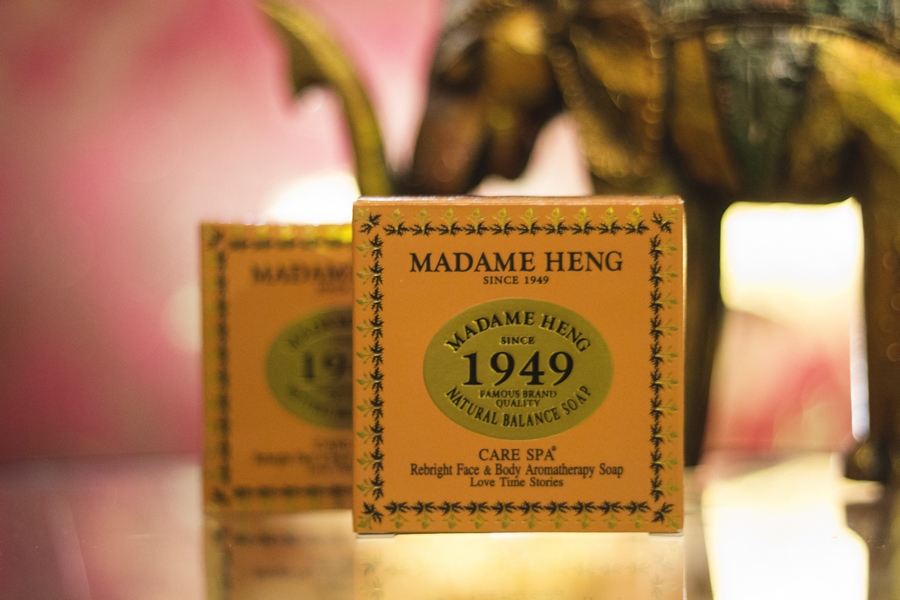 MADAME HENG
SINCE 1949
MADAME HENG
SINCE
1949
FAMOUS BRAND
QUALITY
NATURAL BALANCE SOAP
CARE SPA®
Rebright Face & Body Aromatherapy Soap
Love Time Stories
MADAME
19